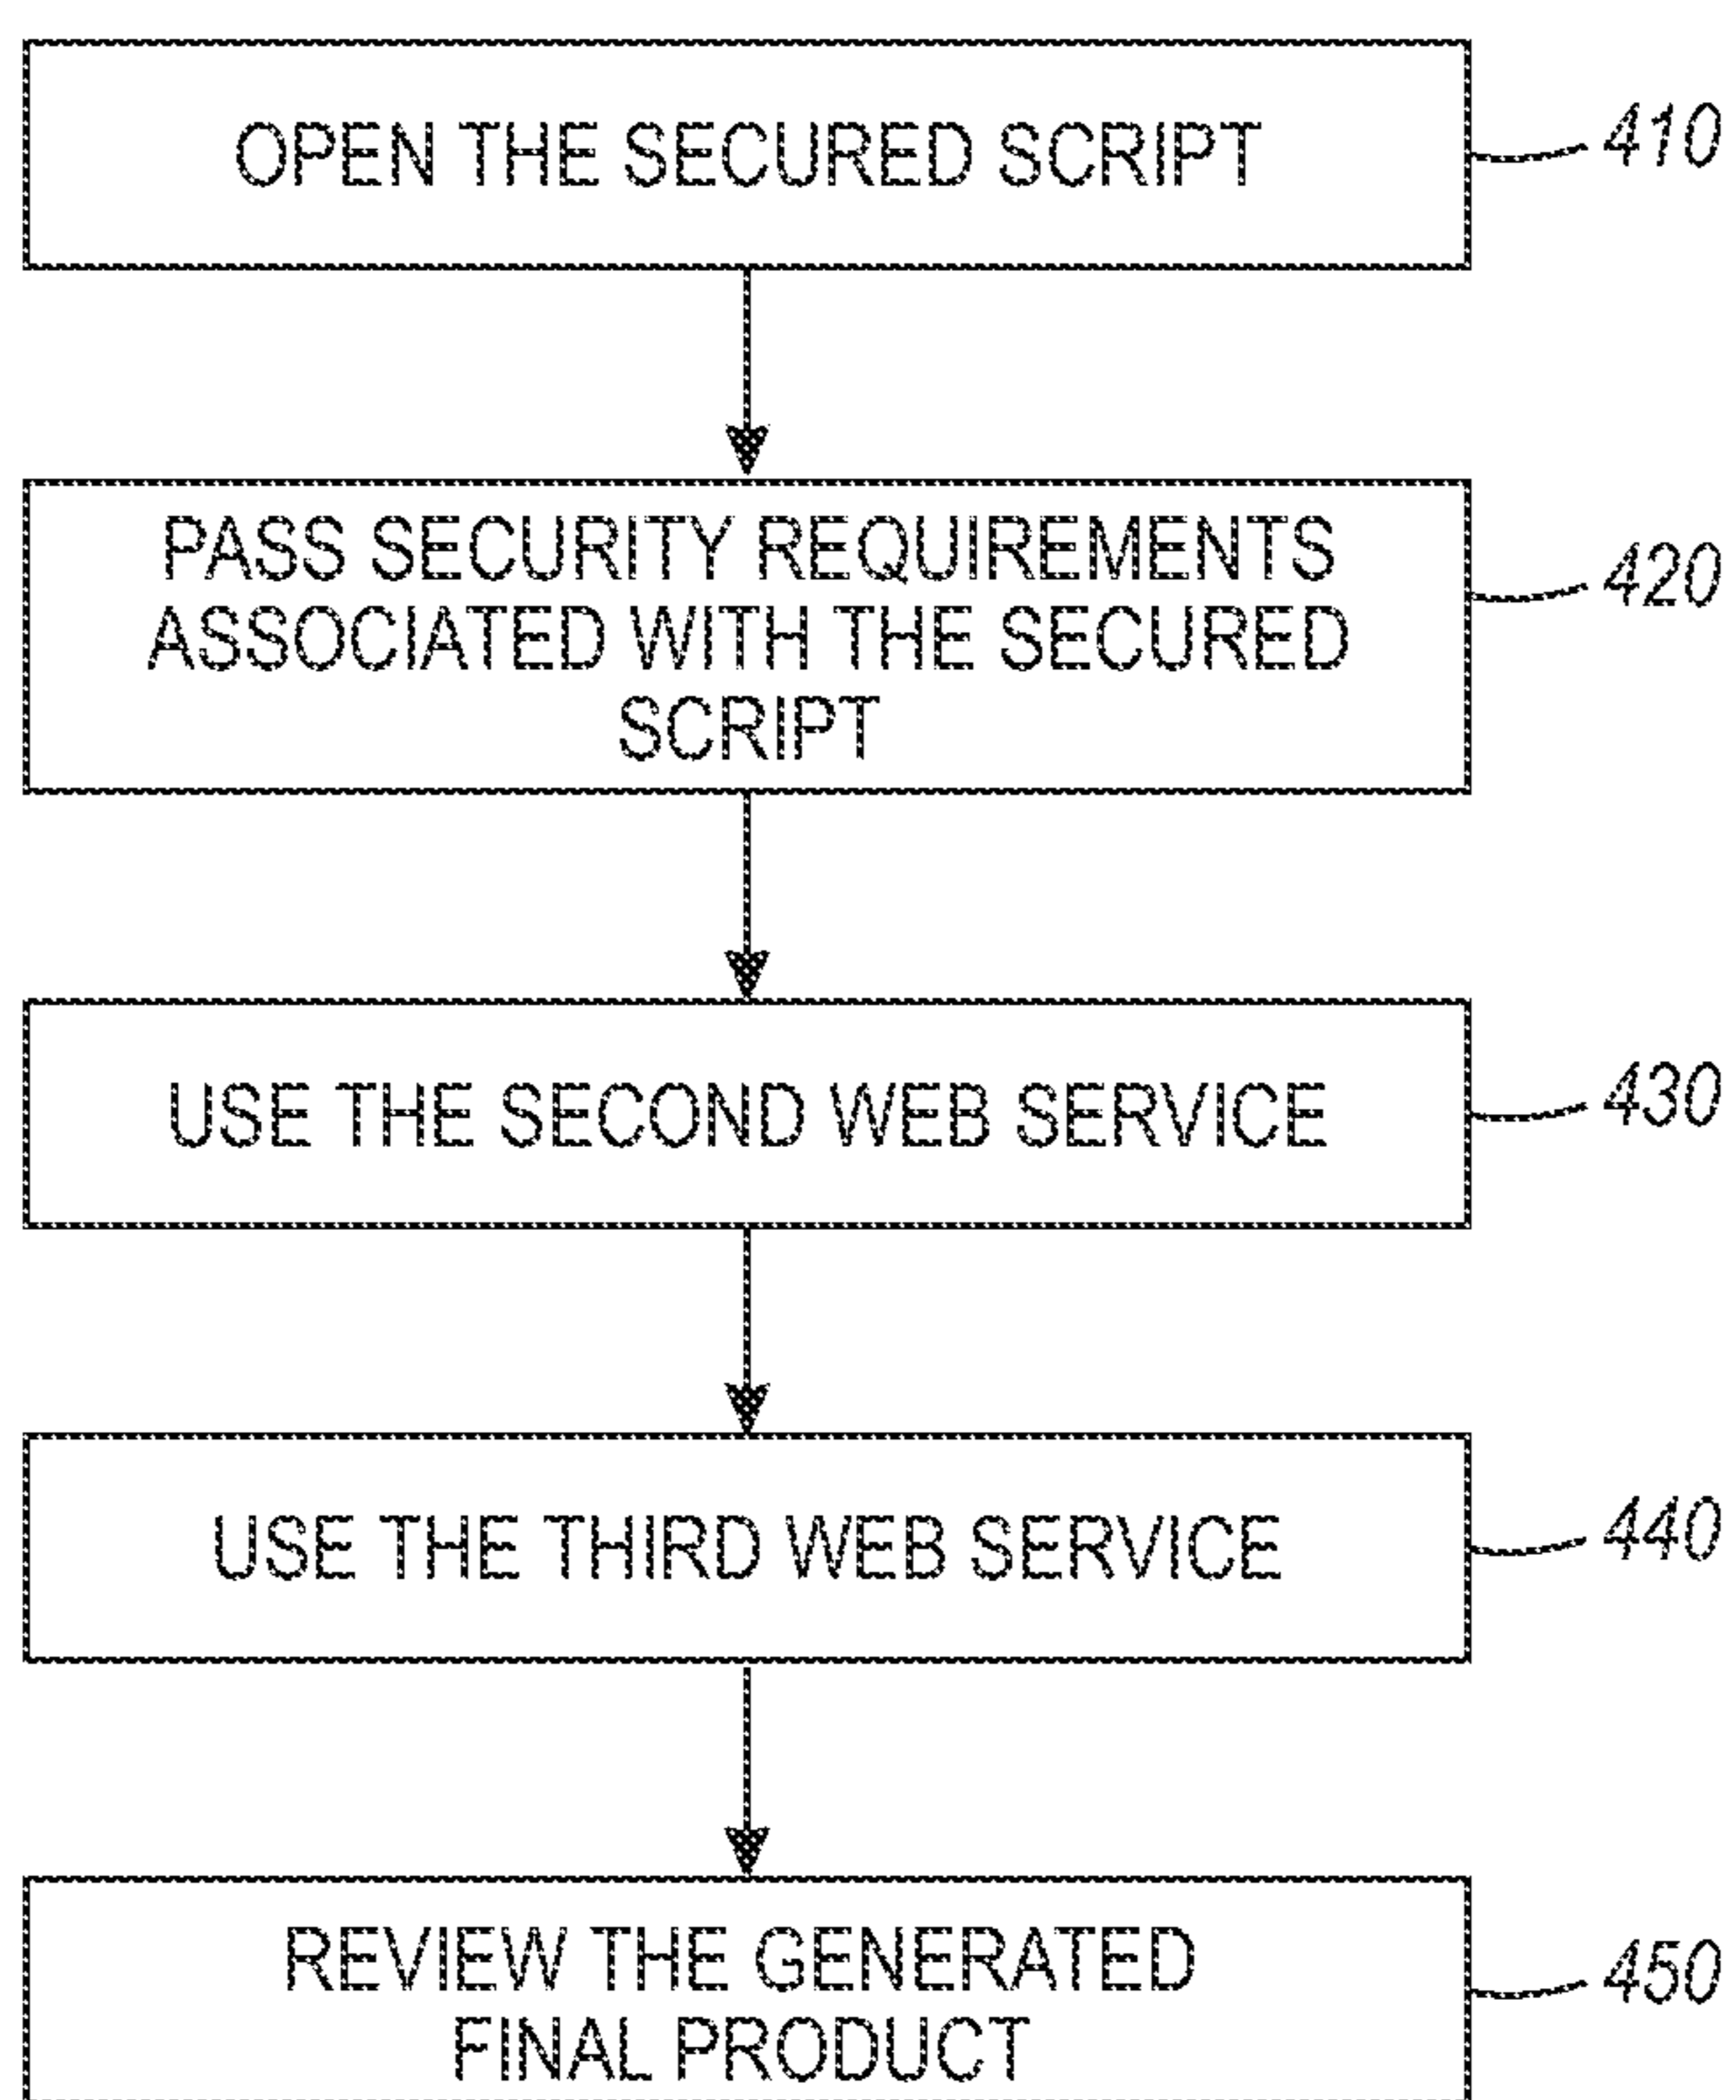 OPEN THE SECURED SCRIPT
410
PASS SECURITY REQUIREMENTS
ASSOCIATED WITH THE SECURED
SCRIPT
420
USE THE SECOND WEB SERVICE
430
USE THE THIRD WEB SERVICE
440
REVIEW THE GENERATED
FINAL PRODUCT
450